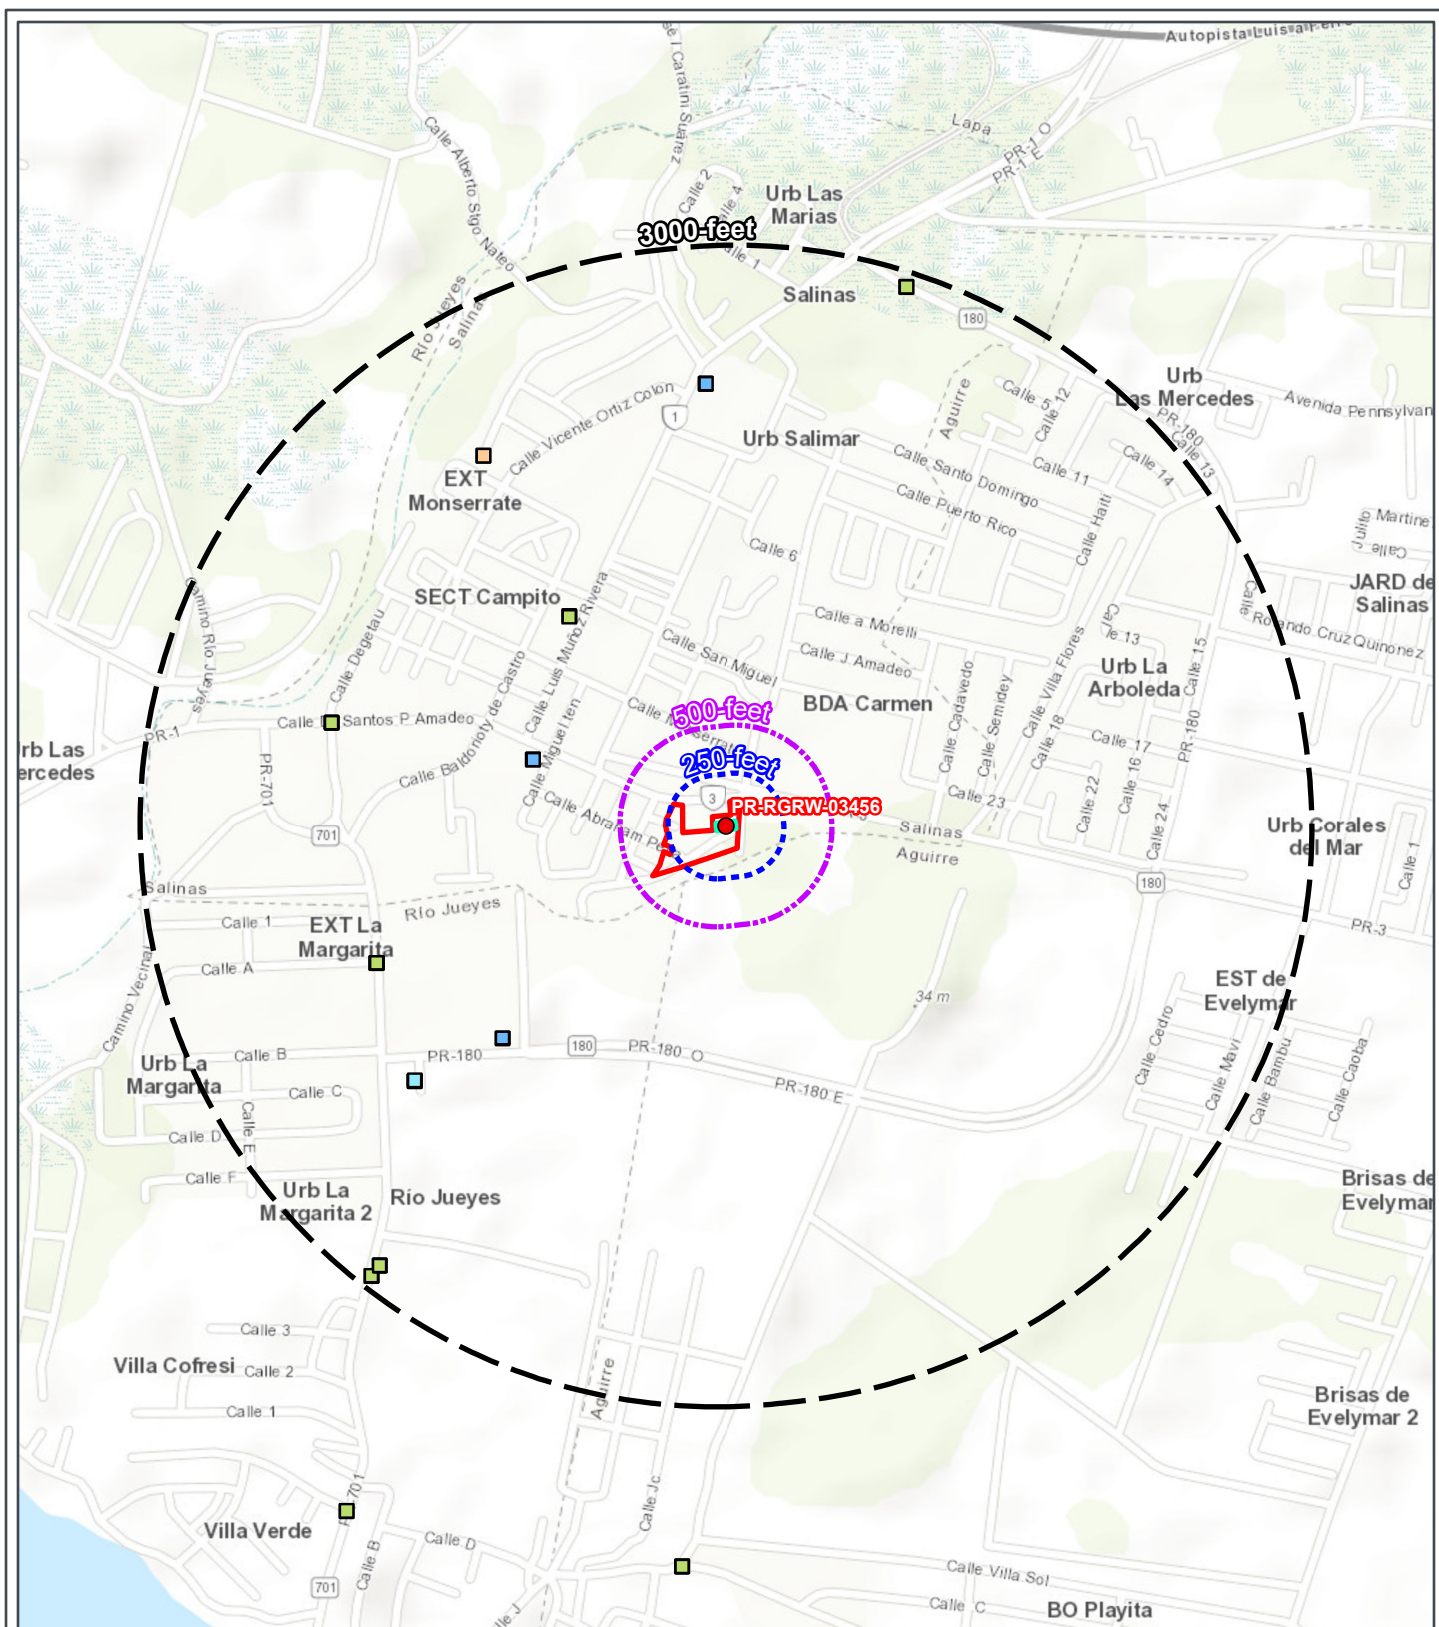 Autopista Luis a Ferre
Calle Alberto Stgo Nateo
Lapa
PR-1 O
PR-1 E
Calle 2
Calle 4
Urb Las
Marias
3000-feet
Calle 1
Salinas
180
Río Jueyes
Salinas
Urb
Las Mercedes
Avenida Pennsylvan
Calle 5
Calle 12
Aguirre
PR-180
Calle 13
Calle Vicente Ortiz Colon
1
Urb Salimar
EXT
Monserrate
Calle Santo Domingo
Calle 11
Calle 14
Calle Puerto Rico
Calle Haiti
Julito Martine
Calle
Calle 6
JARD de
Salinas
Camino Río Jueyes
SECT Campito
Calle Luis Muñoz Rivera
Calle Degetau
Calle a Morelli
Calle 13
Calle
Rolando Cruz Quinonez
Calle San Miguel
Calle J Amadeo
Urb La
Arboleda
Calle 15
Calle Villa Flores
BDA Carmen
Calle Cadavedo
Calle Semidey
500-feet
Santos P Amadeo
PR-1
Calle Baldorioty de Castro
Calle Miguel ten
PR-180
Calle 17
Calle 18
Calle 16
250-feet
PR-701
Calle 22
Calle 23
Calle 24
3
PR-RGRW-03456
Calle Abraham Peña
701
Salinas
Aguirre
Urb Corales
del Mar
Calle 1
180
Salinas
Río Jueyes
Calle 1
EXT La
Margarita
PR-3
Calle A
Camino Vecinal
34 m
EST de
Evelymar
Calle Cedro
Calle Mavi
Calle Bambu
Calle Caoba
Calle B
PR-180
180
PR-180 O
PR-180 E
Urb La
Margarita
Calle C
Calle D
Calle E
Calle F
Urb La
Margarita 2
Río Jueyes
Brisas de
Evelymar
Calle 3
Villa Cofresi
Calle 2
Calle 1
Aguirre
Brisas de
Evelymar 2
Calle Jc
Villa Verde
Calle D
Calle B
701
Calle Villa Sol
Calle C
BO Playita